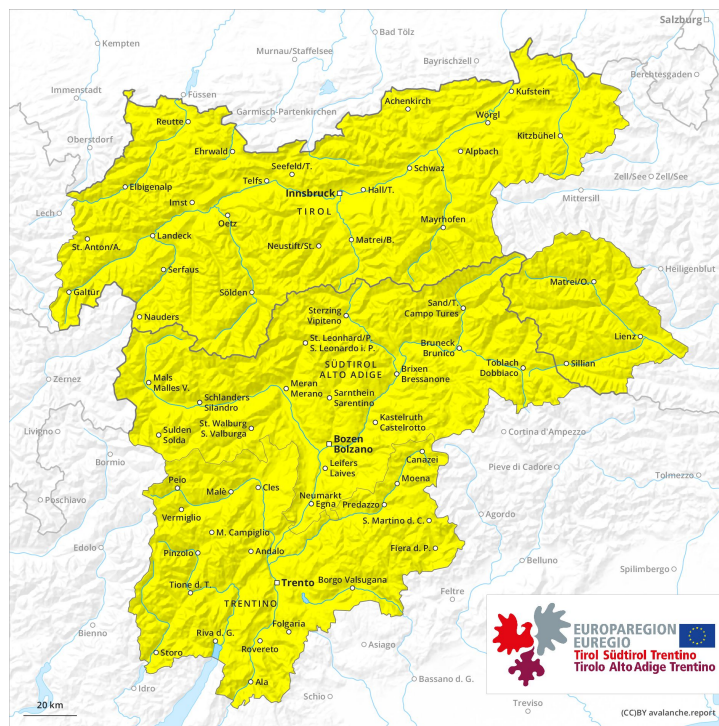 Salzburg
Kempten
Bad Tölz
Murnau/Staffelsee
Bayrischzell
Berchtesgaden
Immenstadt
Füssen
Garmisch-Partenkirchen
Achenkirch
Kufstein
Reutte
Wörgl
Oberstdorf
Ehrwald
Kitzbühel
Alpbach
Seefeld/T.
Schwaz
Telfs
Zell/See
Zell/See
Elbigenalp
Innsbruck
Hall/T.
Mittersill
Imst
TIROL
Lech
Oetz
Mayrhofen
St. Anton/A.
Landeck
Neustift/St.
Matrei/B.
Serfaus
Heiligenblut
Matrei/O.
Galtür
Sölden
Nauders
Sterzing
Vipiteno
Sand/T.
Campo Tures
Lienz
St. Leonhard/P.
S. Leonardo i. P.
Bruneck
Brunico
SÜDTIROL
ALTO ADIGE
Toblach
Dobbiaco
Sillian
Brixen
Bressanone
Zernez
Mals
Malles V.
Meran
Merano
Sarnthein
Sarentino
Schlanders
Silandro
St. Walburg
S. Valburga
Kastelruth
Castelrotto
Livigno
Sulden
Solda
Bozen
Bolzano
Cortina d'Ampezzo
Bormio
Leifers
Laives
Canazei
Pieve di Cadore
Tolmezzo
Peio
Malè
Cles
Moena
Poschiavo
Neumarkt
Egna
Predazzo
Vermiglio
Agordo
S. Martino d. C.
M. Campiglio
Edolo
Pinzolo
Andalo
Fiera d. P.
Belluno
Spilimbergo
Tione d. T.
Trento
Borgo Valsugana
Feltre
TRENTINO
Folgaria
Bienno
Riva d. G.
Rovereto
Asiago
Storo
Ala
Bassano d. G.
Idro
Schio
Treviso
EUROPAREGION
EUREGIO
Tirol Südtirol Trentino
Tirolo Alto Adige Trentino
20 km
(CC)BY avalanche.report